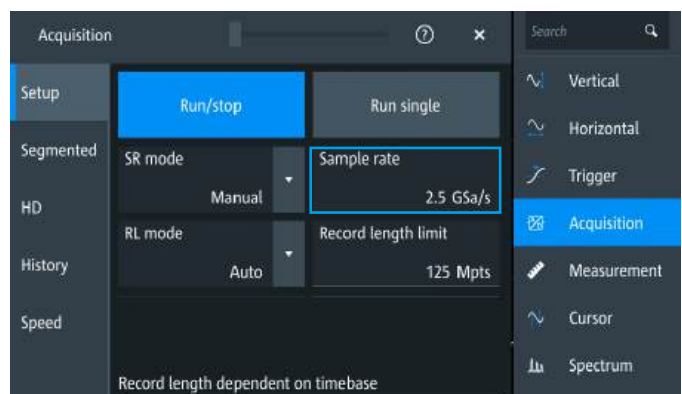 Acquisition
Setup
Segmented
HD
History
Speed
Run/stop
Run single
SR mode
Manual
Sample rate
2.5 GSa/s
RL mode
Auto
Record length limit
125 Mpts
Record length dependent on timebase
Search
Vertical
Horizontal
Trigger
Acquisition
Measurement
Cursor
Spectrum